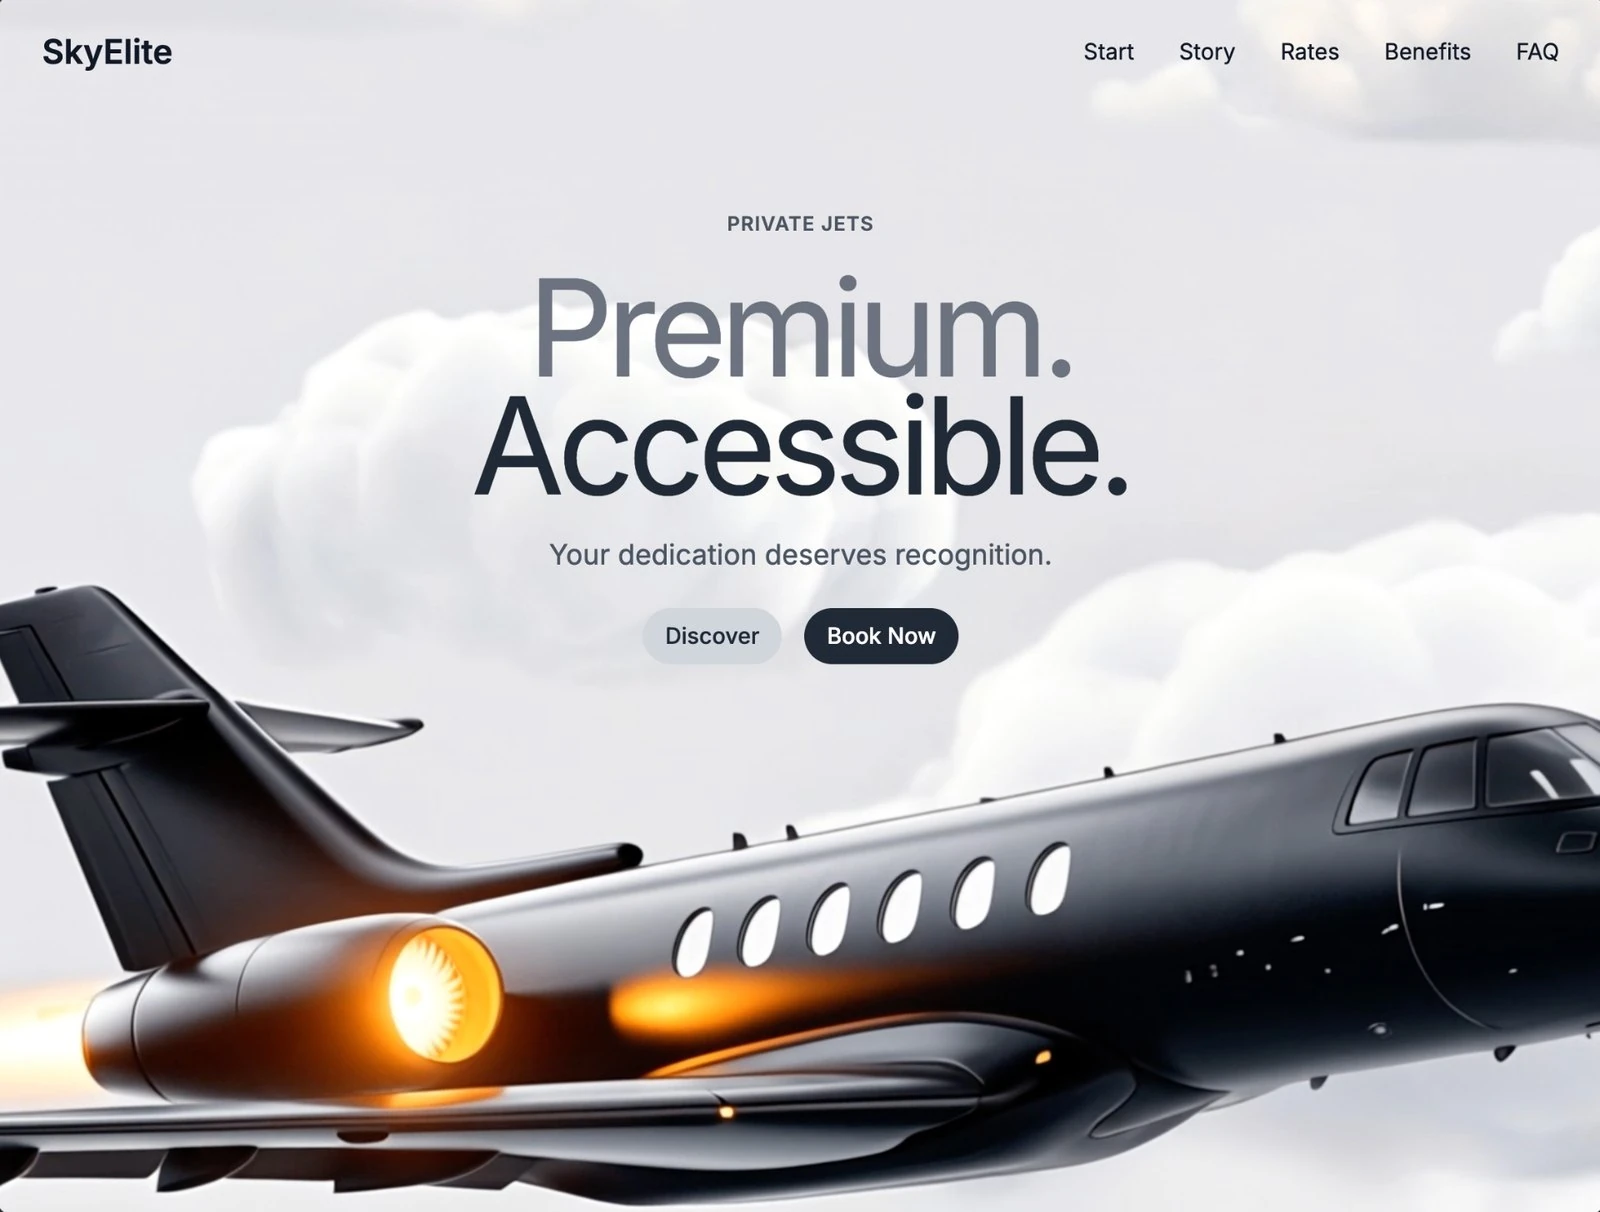 SkyElite
Start Story Rates Benefits FAQ
PRIVATE JETS
Premium.
Accessible.
Your dedication deserves recognition.
Discover Book Now